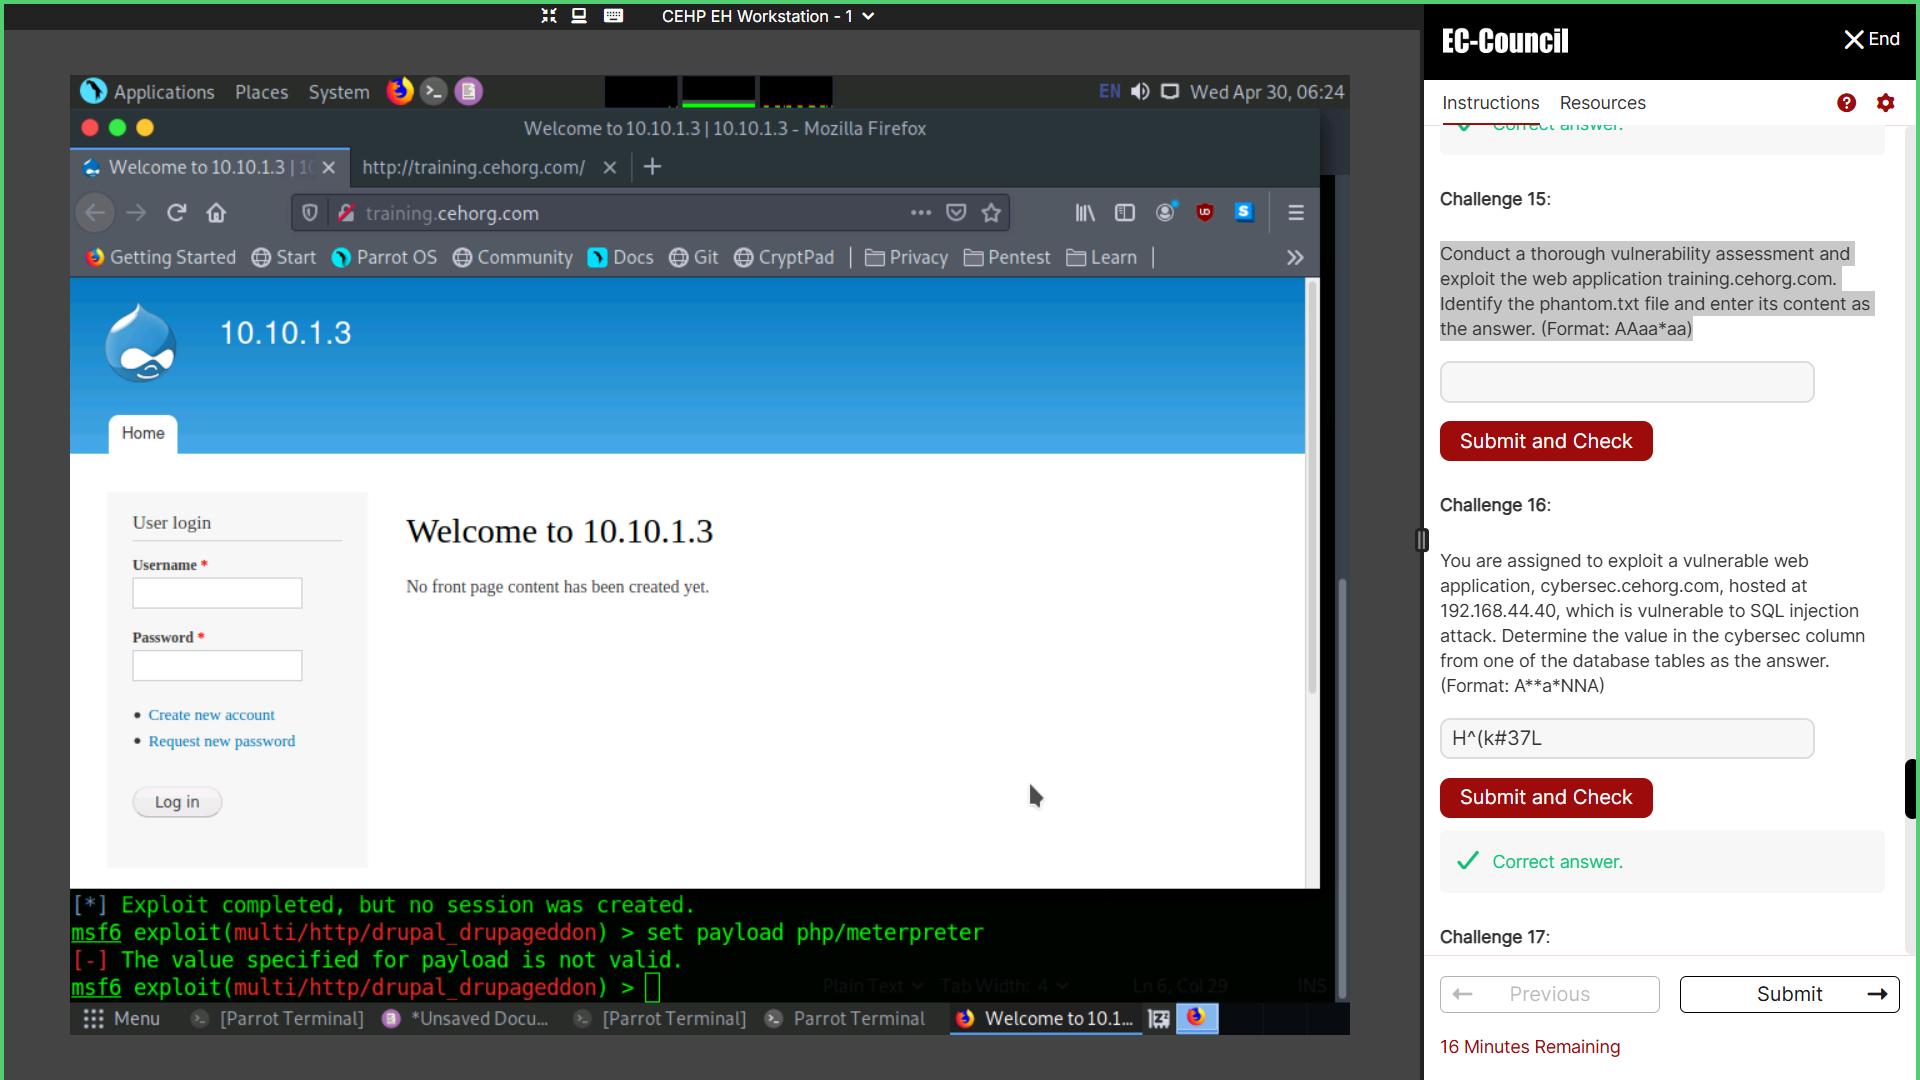 CEHP EH Workstation - 1
EC-Council
End
Applications Places System
EN Wed Apr 30, 06:24
Welcome to 10.10.1.3 | 10.10.1.3 - Mozilla Firefox
Welcome to 10.10.1.3 | 10
http://training.cehorg.com/
training.cehorg.com
Getting Started Start Parrot OS Community Docs Git CryptPad Privacy Pentest Learn
10.10.1.3
Home
User login
Username *
Password *
Create new account
Request new password
Log in
Welcome to 10.10.1.3
No front page content has been created yet.
[*] Exploit completed, but no session was created.
msf6 exploit(multi/http/drupal_drupageddon) > set payload php/meterpreter
[-] The value specified for payload is not valid.
msf6 exploit(multi/http/drupal_drupageddon) >
Plain Text Tab Width: 4 Ln 6, Col 29 INS
Menu [Parrot Terminal] *Unsaved Docu... [Parrot Terminal] Parrot Terminal Welcome to 10.1...
Instructions Resources
Correct answer.
Challenge 15:
Conduct a thorough vulnerability assessment and
exploit the web application training.cehorg.com.
Identify the phantom.txt file and enter its content as
the answer. (Format: AAaa*aa)
Submit and Check
Challenge 16:
You are assigned to exploit a vulnerable web
application, cybersec.cehorg.com, hosted at
192.168.44.40, which is vulnerable to SQL injection
attack. Determine the value in the cybersec column
from one of the database tables as the answer.
(Format: A**a*NNA)
H^(k#37L
Submit and Check
Correct answer.
Challenge 17:
Previous
Submit
16 Minutes Remaining